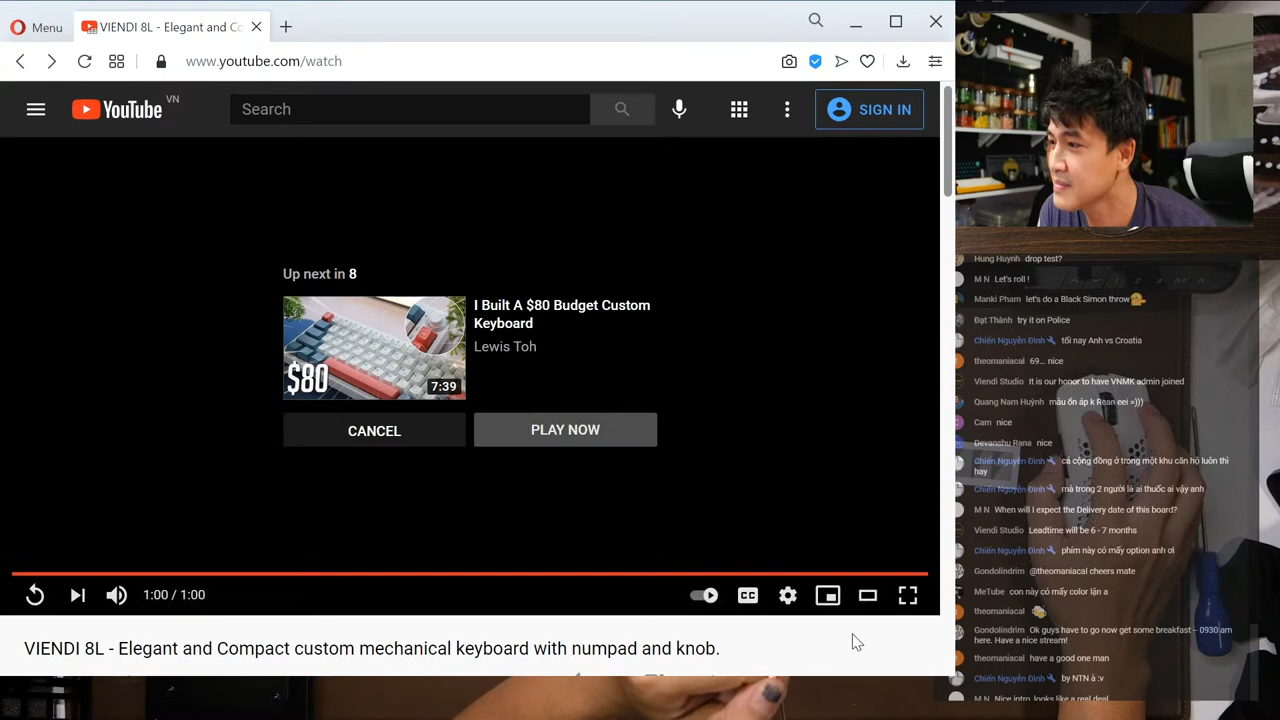 Menu
VIENDI 8L - Elegant and Co
www.youtube.com/watch
YouTube VN
Search
SIGN IN
Up next in 8
I Built A $80 Budget Custom
Keyboard
Lewis Toh
$80
7:39
CANCEL
PLAY NOW
1:00 / 1:00
CC
VIENDI 8L - Elegant and Compact custom mechanical keyboard with numpad and knob.
Hung Huynh drop test?
M N Let's roll !
Manki Pham let's do a Black Simon throw
Đạt Thành try it on Police
Chiến Nguyễn Đình tối nay Anh vs Croatia
theomaniacal 69... nice
Viendi Studio It is our honor to have VNMK admin joined
Quang Nam Huỳnh màu ổn áp k Rean eei =)))
Cam nice
Devanshu Rana nice
Chiến Nguyễn Đình cả cộng đồng ở trong một khu căn hộ luôn thì
hay
Chiến Nguyễn Đình mà trong 2 người là ai thuốc ai vậy anh
M N When will I expect the Delivery date of this board?
Viendi Studio Leadtime will be 6 - 7 months
Chiến Nguyễn Đình phím này có mấy option anh ơi
Gondolindrim @theomaniacal cheers mate
MeTube con này có mấy color lận a
theomaniacal
Gondolindrim Ok guys have to go now get some breakfast -- 0930 am
here. Have a nice stream!
theomaniacal have a good one man
Chiến Nguyễn Đình by NTN à :v
M N Nice intro, looks like a real deal